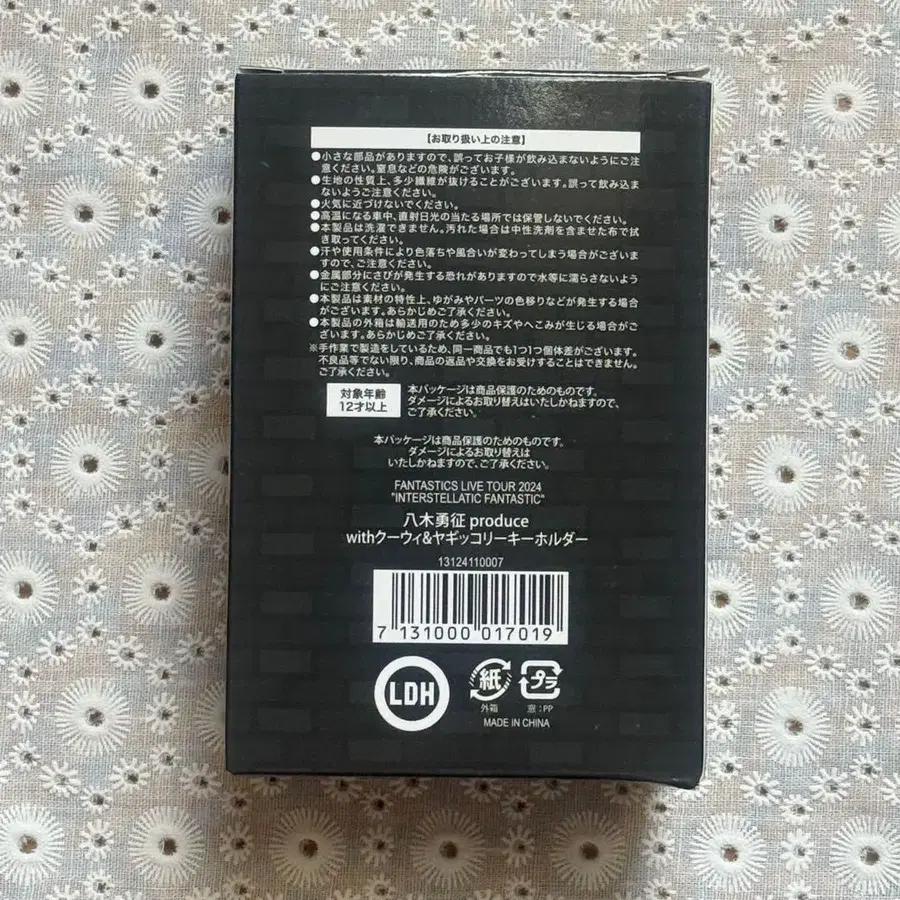 【お取り扱い上の注意】
●小さな部品がありますので、誤ってお子様が飲み込まないようにご注
意ください。窒息などの危険がございます。
●生地の性質上、多少繊維が抜けることがございます。誤って飲み込ま
ないようご注意ください。
●火気に近づけないでください。
●高温になる車中、直射日光の当たる場所では保管しないでください。
●本製品は洗濯できません。汚れた場合は中性洗剤を含ませた布で拭
き取ってください。
●汗や使用条件により色落ちや風合いが変わってしまう場合がございま
すので、ご注意ください。
●金属部分にさびが発生する恐れがありますので水等に濡らさないよう
にご注意ください。
●本製品は素材の特性上、ゆがみやパーツの色移りなどが発生する場合
がございます。あらかじめご了承ください。
●本製品の外箱は輸送用のため多少のキズやへこみが生じる場合がご
ざいます。あらかじめご了承ください。
※手作業で製造をしているため、同一商品でも1つ1つ個体差がございます。
不良品等でない限り、商品の返品や交換をお受けすることはできません。
ご了承ください。
対象年齢
12才以上
本パッケージは商品保護のためのものです。
ダメージによるお取り替えはいたしかねますので、
ご了承ください。
本パッケージは商品保護のためのものです。
ダメージによるお取り替えは
いたしかねますので、ご了承ください。
FANTASTICS LIVE TOUR 2024
"INTERSTELLATIC FANTASTIC"
八木勇征 produce
withクーウィ&ヤギッコリーキーホルダー
13124110007
7 131000 017019
LDH
紙
外箱
プラ
窓:PP
MADE IN CHINA